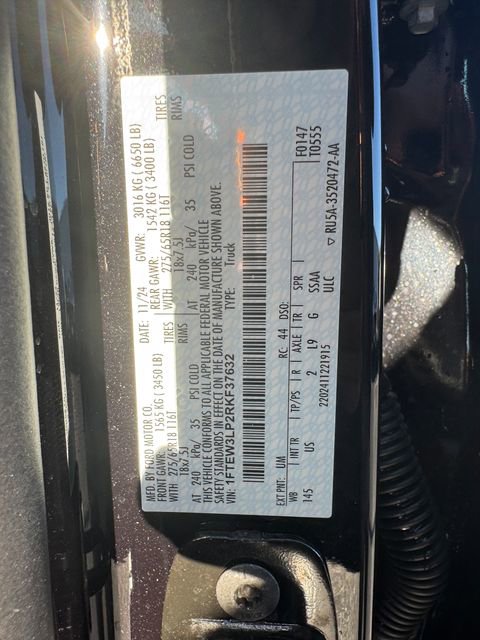 MFD. BY FORD MOTOR CO. DATE: 11/24 GVWR: 3016 KG ( 6650 LB)
FRONT GAWR: 1565 KG (3450 LB) REAR GAWR: 1542 KG ( 3400 LB)
WITH 275/65R18 116T TIRES WITH 275/65R18 116T TIRES
18x7.5J RIMS 18x7.5J RIMS
AT 240 kPa/ 35 PSI COLD AT 240 kPa/ 35 PSI COLD
THIS VEHICLE CONFORMS TO ALL APPLICABLE FEDERAL MOTOR VEHICLE
SAFETY STANDARDS IN EFFECT ON THE DATE OF MANUFACTURE SHOWN ABOVE.
VIN: 1FTEW3LP2RKF37632 TYPE: Truck
EXT PNT: UM RC: 44 DSO: F0147
WB INT TR TP/PS R AXLE TR SPR T0555
145 US 2 L9 G SSAA
2202411221915 ULC ▽ RU5A-3520472-AA